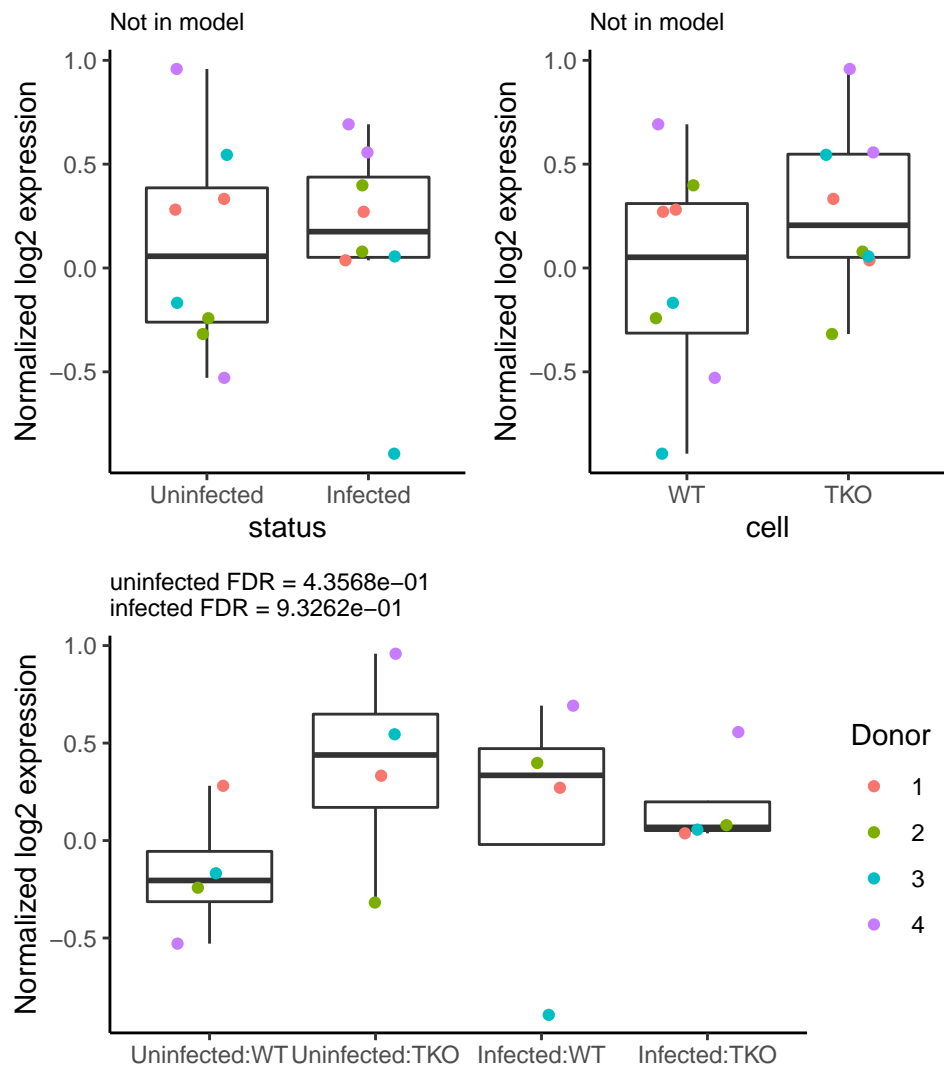 Not in model
Normalized log2 expression
1.0
0.5
0.0
−0.5
Uninfected
Infected
status
Not in model
Normalized log2 expression
1.0
0.5
0.0
−0.5
WT
TKO
cell
uninfected FDR = 4.3568e−01
infected FDR = 9.3262e−01
Normalized log2 expression
1.0
0.5
0.0
−0.5
Uninfected:WT
Uninfected:TKO
Infected:WT
Infected:TKO
Donor
1
2
3
4